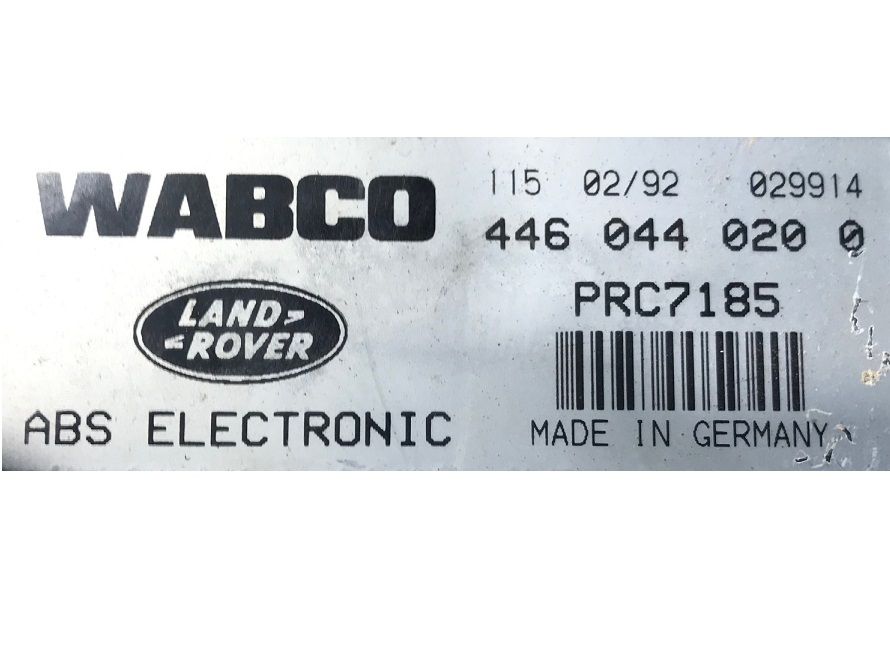 WABCO
115 02/92 029914
446 044 020 0
LAND
ROVER
PRC7185
ABS ELECTRONIC
MADE IN GERMANY